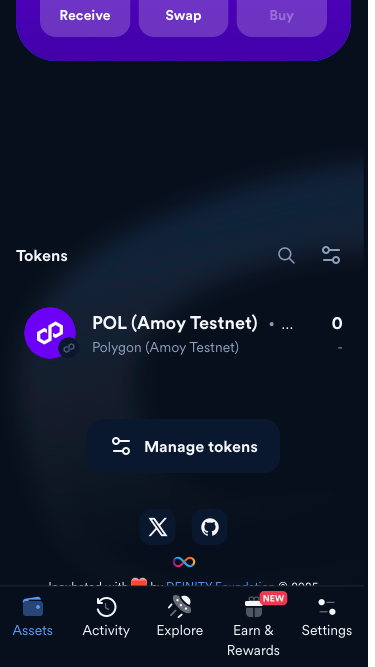 Receive
Swap
Buy
Tokens
POL (Amoy Testnet) • ... 0
Polygon (Amoy Testnet) -
Manage tokens
Incubated with ❤️ by DFINITY Foundation © 2025
NEW
Assets
Activity
Explore
Earn &
Rewards
Settings